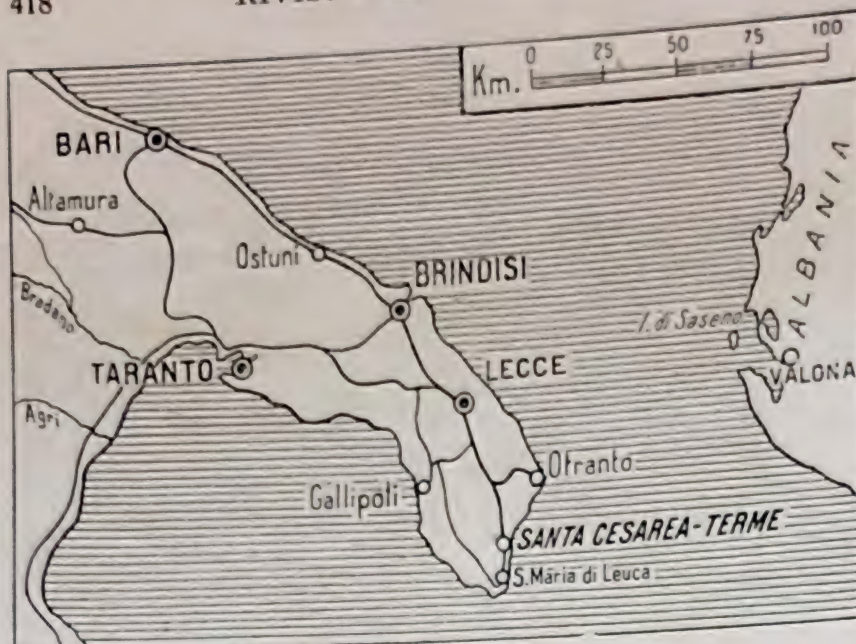 418
0 25 50 75 100
Km.
BARI
Altamura
Ostuni
BRINDISI
ALBANIA
Bradano
I. di Saseno
TARANTO
LECCE
VALONA
Agri
Otranto
Gallipoli
SANTA CESAREA-TERME
S. Maria di Leuca